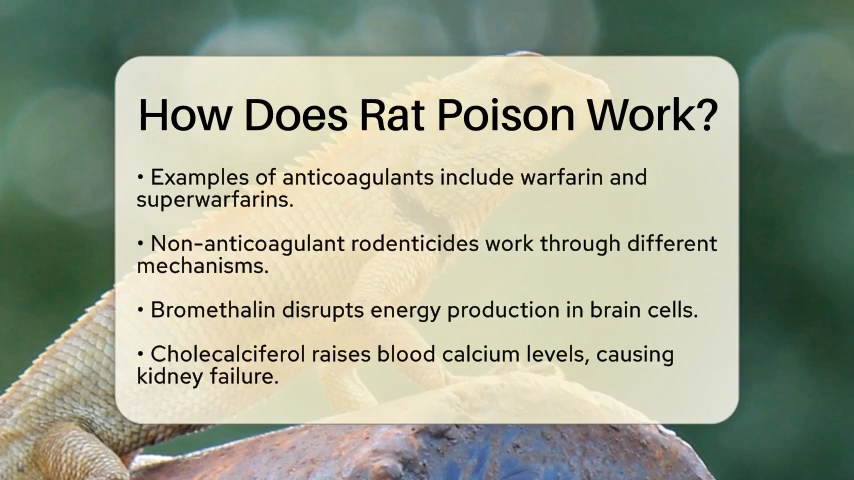 How Does Rat Poison Work?
• Examples of anticoagulants include warfarin and
superwarfarins.
• Non-anticoagulant rodenticides work through different
mechanisms.
• Bromethalin disrupts energy production in brain cells.
• Cholecalciferol raises blood calcium levels, causing
kidney failure.